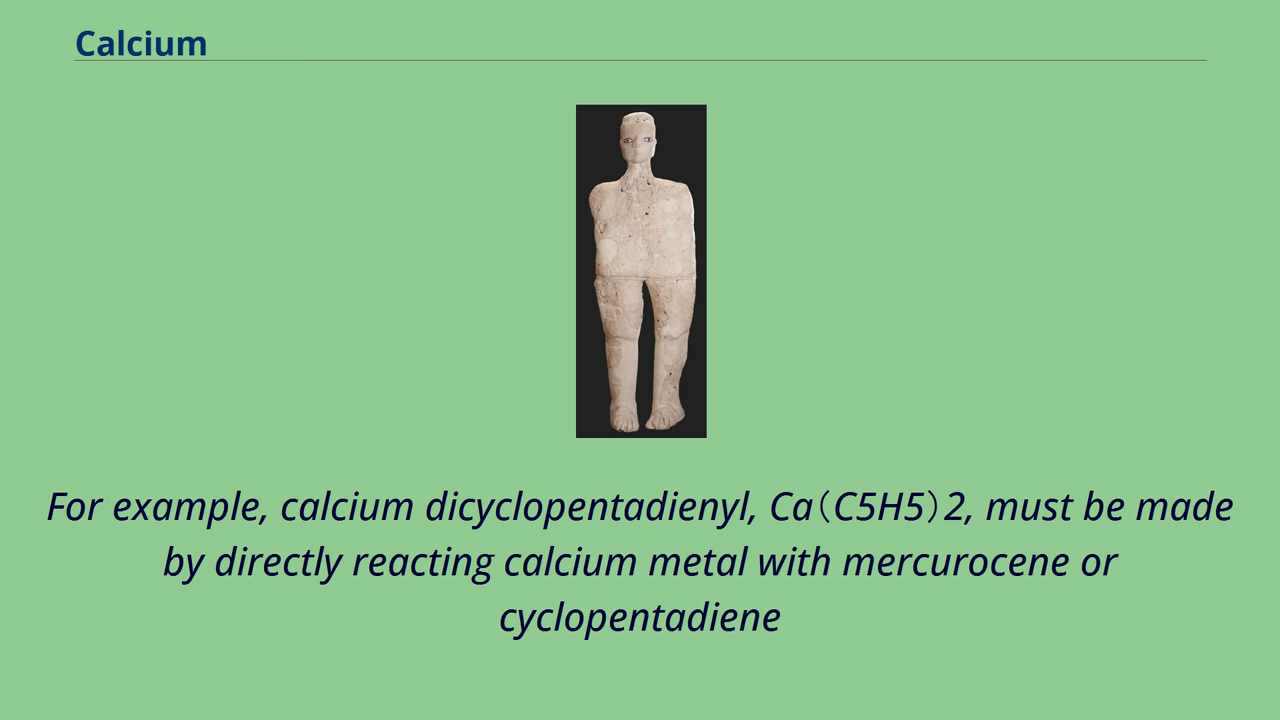 Calcium
For example, calcium dicyclopentadienyl, Ca（C5H5）2, must be made
by directly reacting calcium metal with mercurocene or
cyclopentadiene